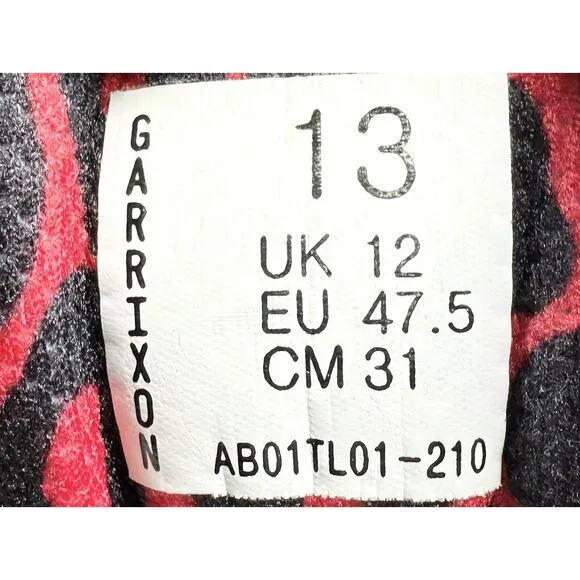 GARRIXON
13
UK 12
EU 47.5
CM 31
AB01TL01-210